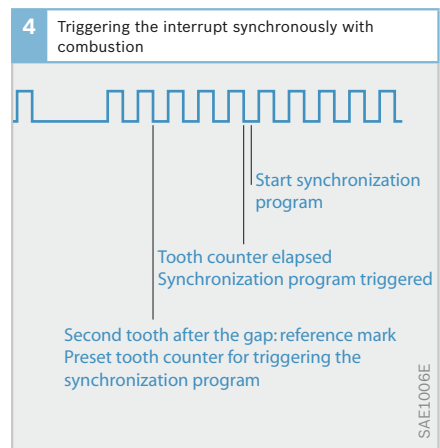 4 Triggering the interrupt synchronously with
combustion
Start synchronization
program
Tooth counter elapsed
Synchronization program triggered
Second tooth after the gap: reference mark
Preset tooth counter for triggering the
synchronization program
SAE1006E